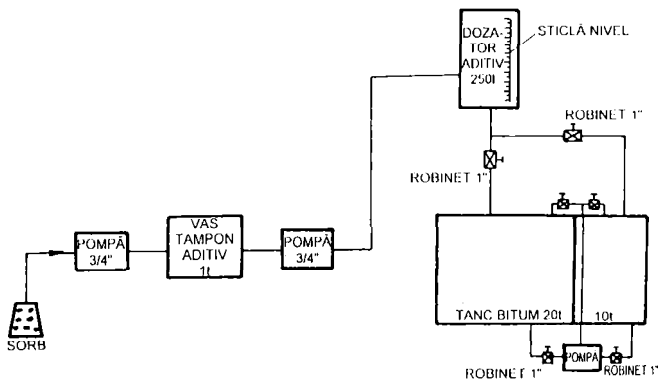 DOZA-
TOR
ADITIV
250l
STICLĂ NIVEL
ROBINET 1"
ROBINET 1"
POMPĂ
3/4"
VAS
TAMPON
ADITIV
1t
POMPĂ
3/4"
SORB
TANC BITUM 20t
10t
POMPA
ROBINET 1"
ROBINET 1"